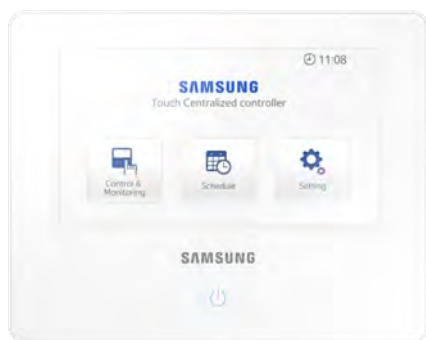 11:08
SAMSUNG
Touch Centralized controller
Control &
Monitoring
Schedule
Setting
SAMSUNG